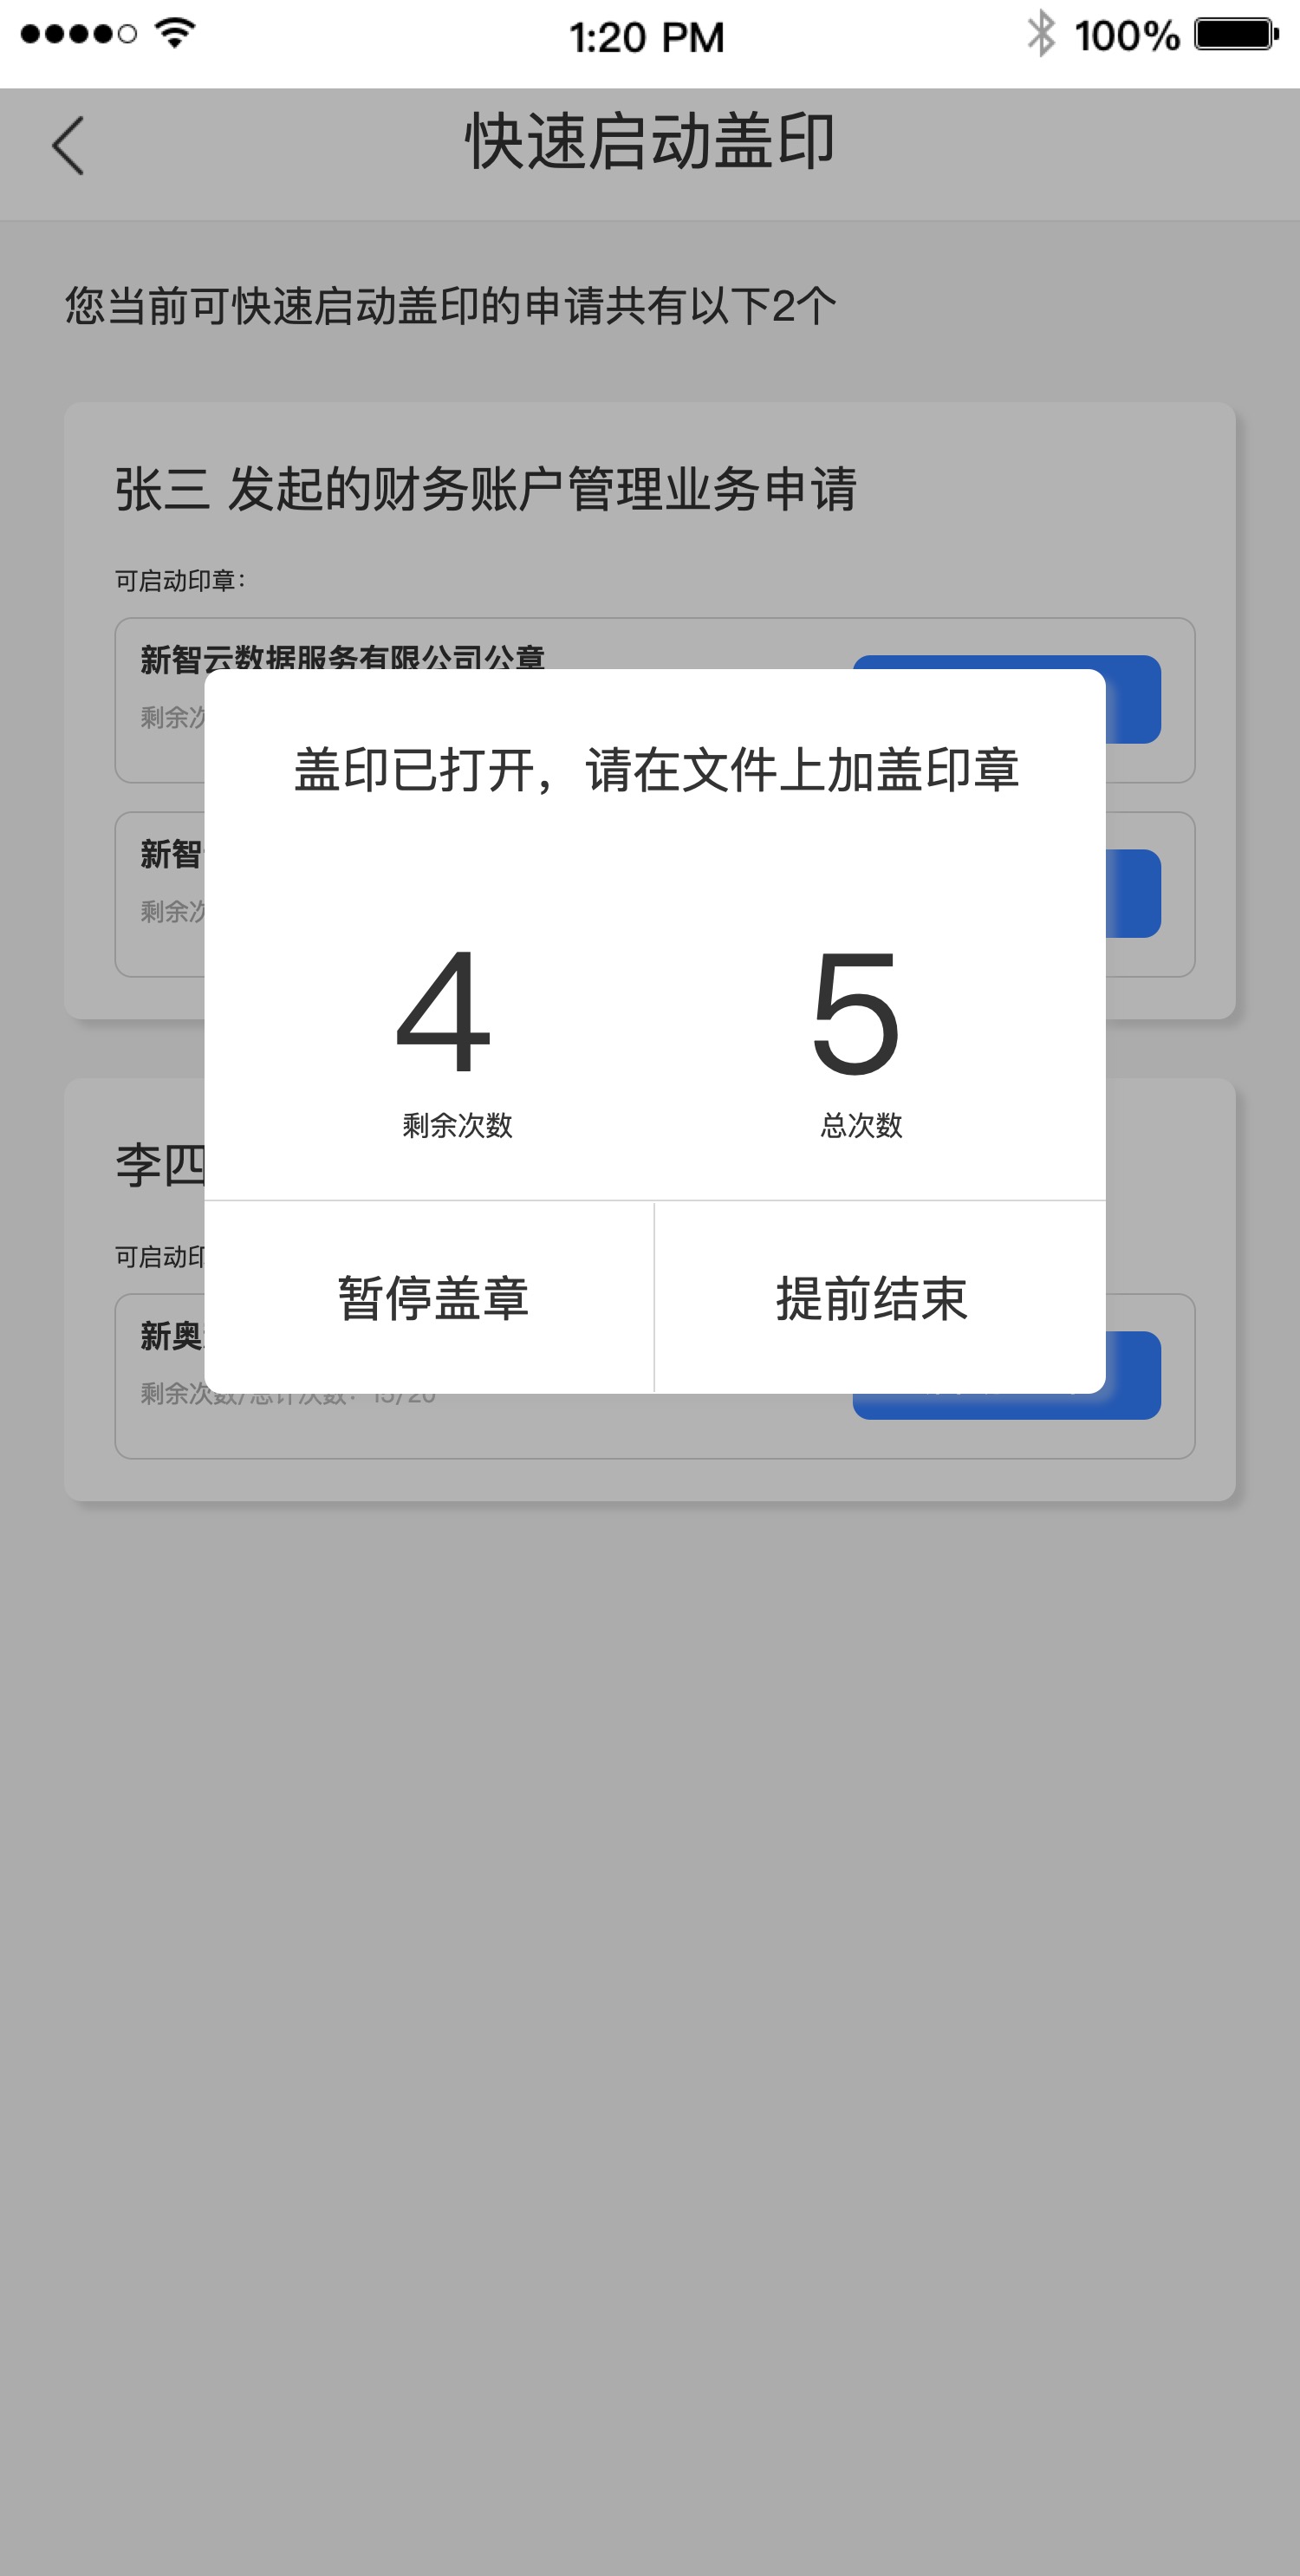 1:20 PM
100%
快速启动盖印
您当前可快速启动盖印的申请共有以下2个
张三 发起的财务账户管理业务申请
可启动印章：
新智云数据服务有限公司公章
剩余次
盖印已打开，请在文件上加盖印章
新智
剩余次
4
5
剩余次数
总次数
李四
可启动印
暂停盖章
提前结束
新奥
剩余次数/总计次数：15/20